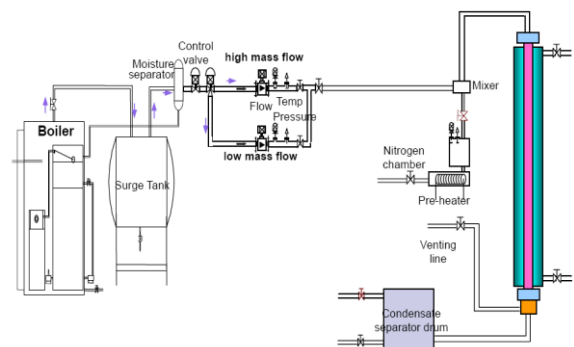 Control
valve
Moisture
separator
high mass flow
Flow
Temp
Pressure
Mixer
Boiler
low mass flow
Nitrogen
chamber
Surge Tank
Pre-heater
Venting
line
Condensate
separator drum